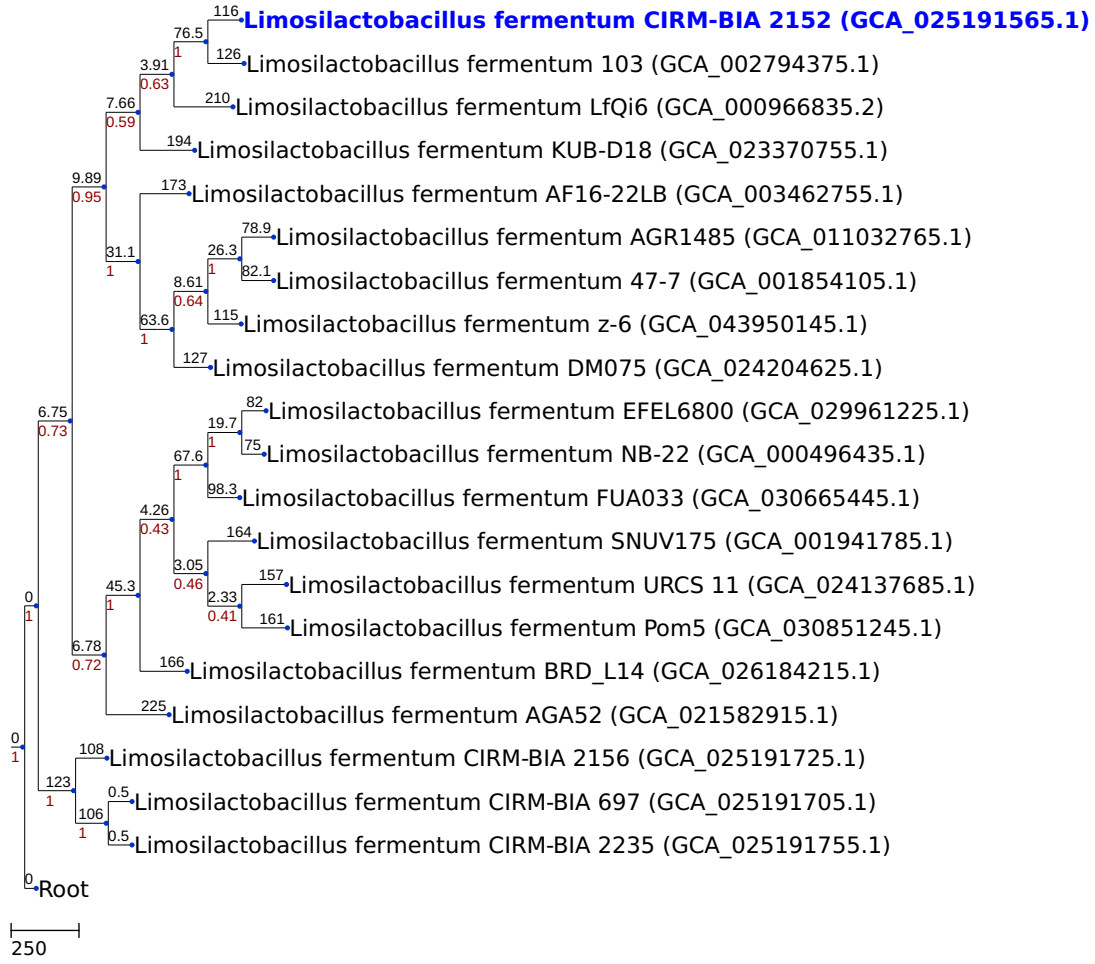 116
Limosilactobacillus fermentum CIRM-BIA 2152 (GCA_025191565.1)
76.5
1
126
Limosilactobacillus fermentum 103 (GCA_002794375.1)
3.91
0.63
210
Limosilactobacillus fermentum LfQi6 (GCA_000966835.2)
7.66
0.59
194
Limosilactobacillus fermentum KUB-D18 (GCA_023370755.1)
9.89
0.95
173
Limosilactobacillus fermentum AF16-22LB (GCA_003462755.1)
78.9
Limosilactobacillus fermentum AGR1485 (GCA_011032765.1)
31.1
1
26.3
1
82.1
Limosilactobacillus fermentum 47-7 (GCA_001854105.1)
8.61
0.64
115
Limosilactobacillus fermentum z-6 (GCA_043950145.1)
63.6
1
127
Limosilactobacillus fermentum DM075 (GCA_024204625.1)
6.75
0.73
82
Limosilactobacillus fermentum EFEL6800 (GCA_029961225.1)
19.7
1
75
Limosilactobacillus fermentum NB-22 (GCA_000496435.1)
67.6
1
98.3
Limosilactobacillus fermentum FUA033 (GCA_030665445.1)
4.26
0.43
164
Limosilactobacillus fermentum SNUV175 (GCA_001941785.1)
3.05
0.46
157
Limosilactobacillus fermentum URCS 11 (GCA_024137685.1)
45.3
1
2.33
0.41
161
Limosilactobacillus fermentum Pom5 (GCA_030851245.1)
0
1
6.78
0.72
166
Limosilactobacillus fermentum BRD_L14 (GCA_026184215.1)
225
Limosilactobacillus fermentum AGA52 (GCA_021582915.1)
0
1
108
Limosilactobacillus fermentum CIRM-BIA 2156 (GCA_025191725.1)
123
1
0.5
Limosilactobacillus fermentum CIRM-BIA 697 (GCA_025191705.1)
106
1
0.5
Limosilactobacillus fermentum CIRM-BIA 2235 (GCA_025191755.1)
0
Root
250